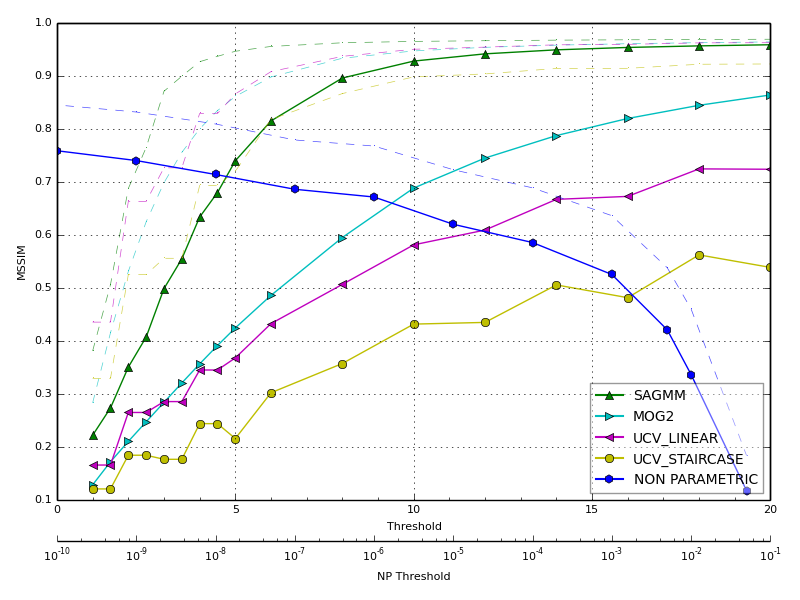 1.0
0.9
0.8
0.7
0.6
0.5
0.4
0.3
0.2
0.1
MSSIM
SAGMM
MOG2
UCV_LINEAR
UCV_STAIRCASE
NON PARAMETRIC
0 5 10 15 20
Threshold
10^-10 10^-9 10^-8 10^-7 10^-6 10^-5 10^-4 10^-3 10^-2 10^-1
NP Threshold